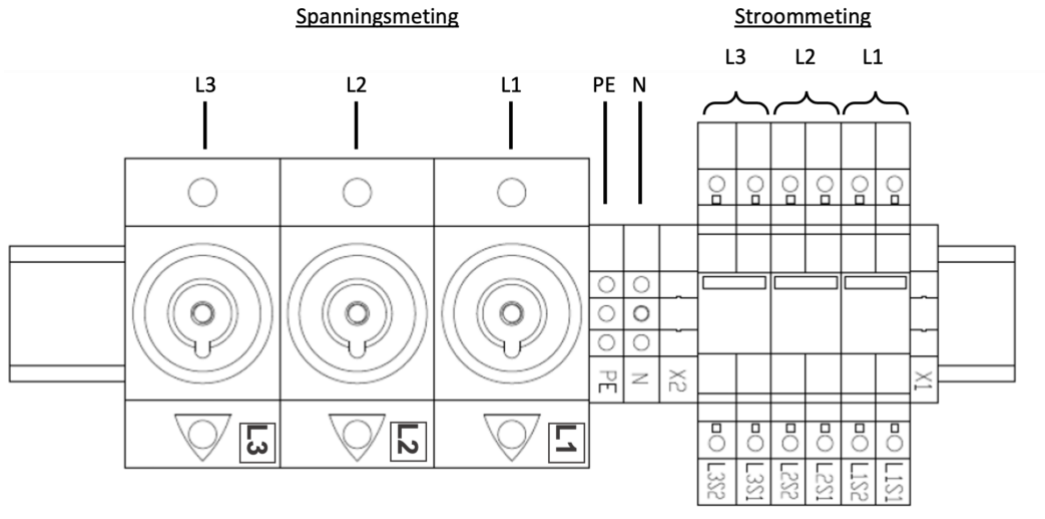 Spanningsmeting
Stroommeting
L3 L2 L1
L3 L2 L1 PE N
PE N X2 X1
L3 L2 L1
L3S2 L3S1 L2S2 L2S1 L1S2 L1S1